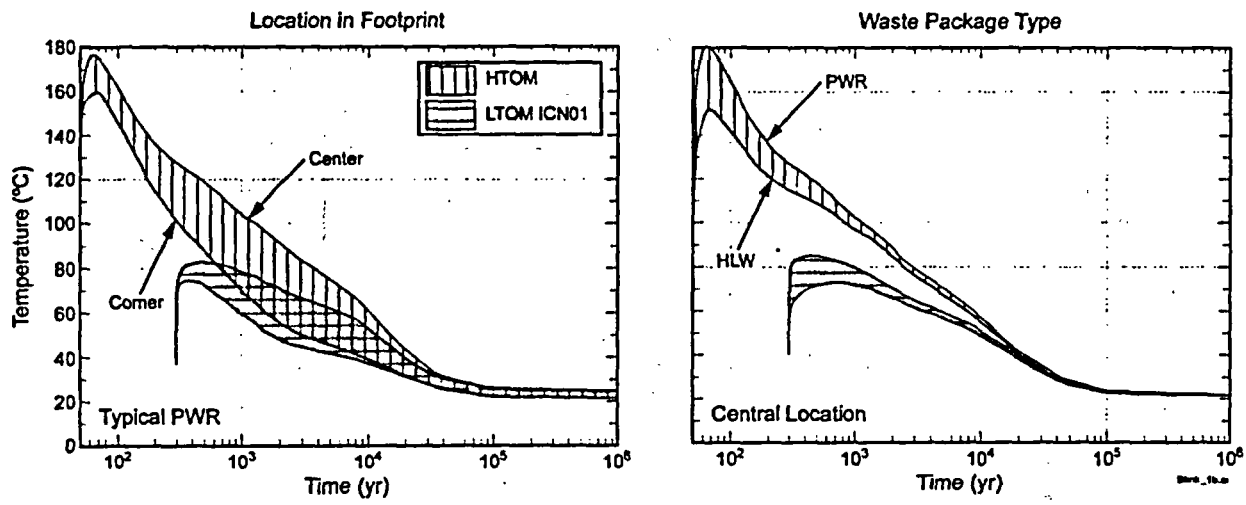 Location in Footprint
180
160
140
120
100
80
60
40
20
0
Temperature (ºC)
HTOM
LTOM ICN01
Center
Corner
Typical PWR
10²
10³
10⁴
10⁵
10⁶
Time (yr)
Waste Package Type
PWR
HLW
Central Location
10²
10³
10⁴
10⁵
10⁶
Time (yr)